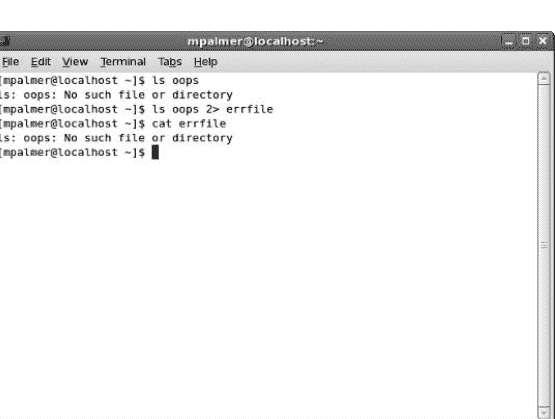 mpalmer@localhost:~
File Edit View Terminal Tabs Help
[mpalmer@localhost ~]$ ls oops
ls: oops: No such file or directory
[mpalmer@localhost ~]$ ls oops 2> errfile
[mpalmer@localhost ~]$ cat errfile
ls: oops: No such file or directory
[mpalmer@localhost ~]$